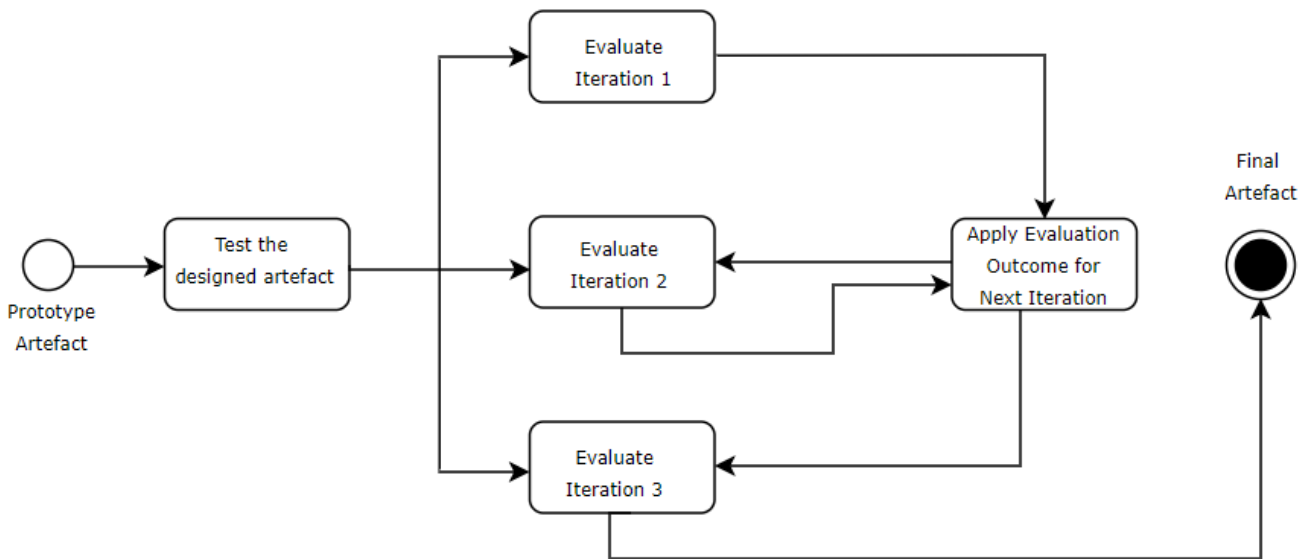 Evaluate
Iteration 1
Final
Artefact
Test the
designed artefact
Evaluate
Iteration 2
Apply Evaluation
Outcome for
Next Iteration
Prototype
Artefact
Evaluate
Iteration 3